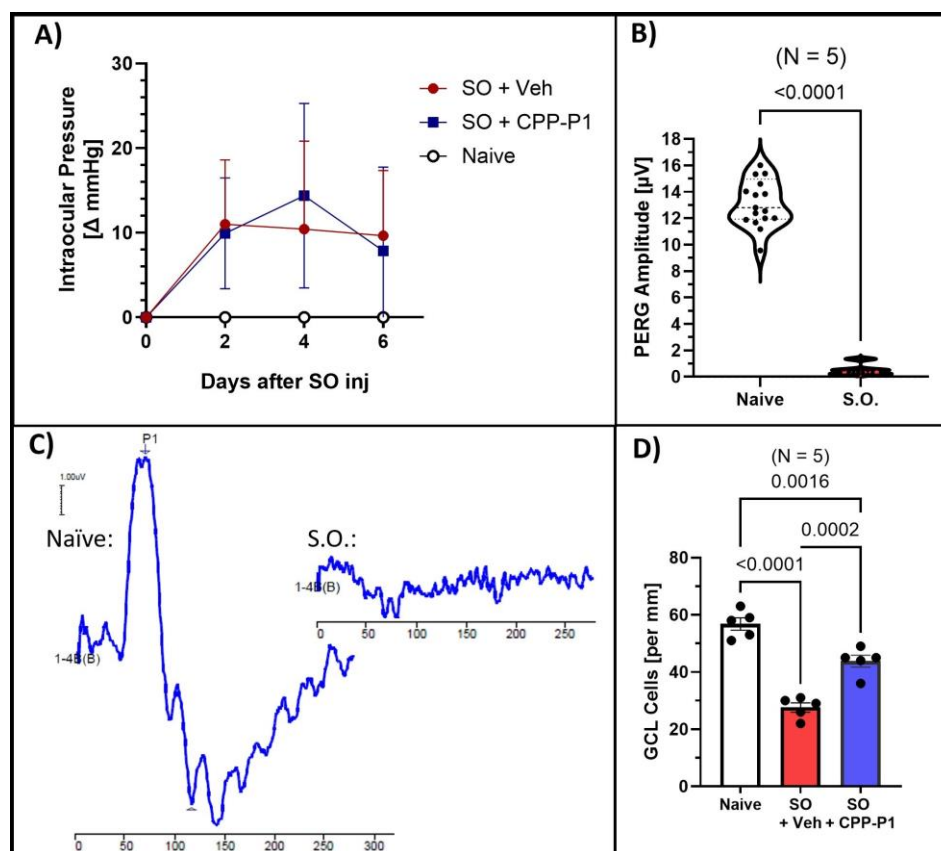 A)
30
20
10
0
0
2
4
6
Intraocular Pressure
[Δ mmHg]
Days after SO inj
SO + Veh
SO + CPP-P1
Naive
B)
(N = 5)
<0.0001
PERG Amplitude [µV]
18
16
14
12
10
8
6
4
2
0
Naive
S.O.
C)
P1
1.00uV
Naïve:
1-4B(B)
0
50
100
150
200
250
300
S.O.:
1-4B(B)
0
50
100
150
200
250
D)
(N = 5)
0.0016
0.0002
<0.0001
GCL Cells [per mm]
80
60
40
20
0
Naive
SO
+ Veh
SO
+ CPP-P1